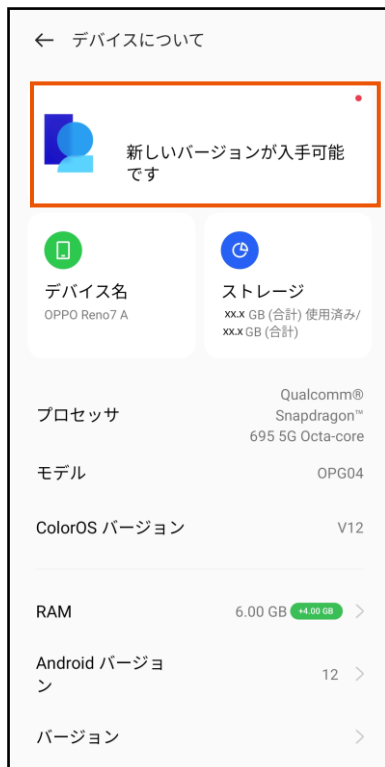 ← デバイスについて
新しいバージョンが入手可能
です
デバイス名
OPPO Reno7 A
ストレージ
xx.x GB (合計) 使用済み/
xx.x GB (合計)
プロセッサ
Qualcomm®
Snapdragon™
695 5G Octa-core
モデル
OPG04
ColorOS バージョン
V12
RAM
6.00 GB +4.00 GB
Android バージョ
ン
12
バージョン